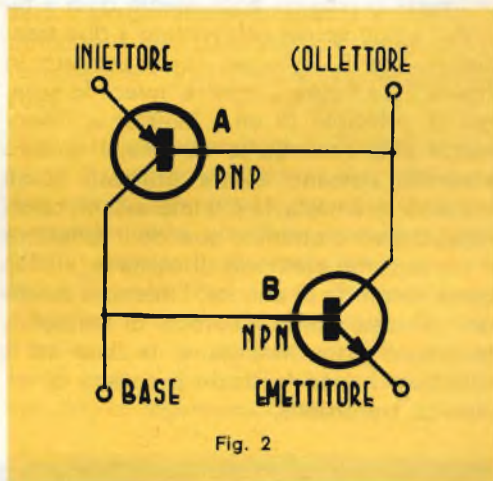 INIETTORE COLLETTORE
A
PNP
B
NPN
BASE EMETTITORE
Fig. 2